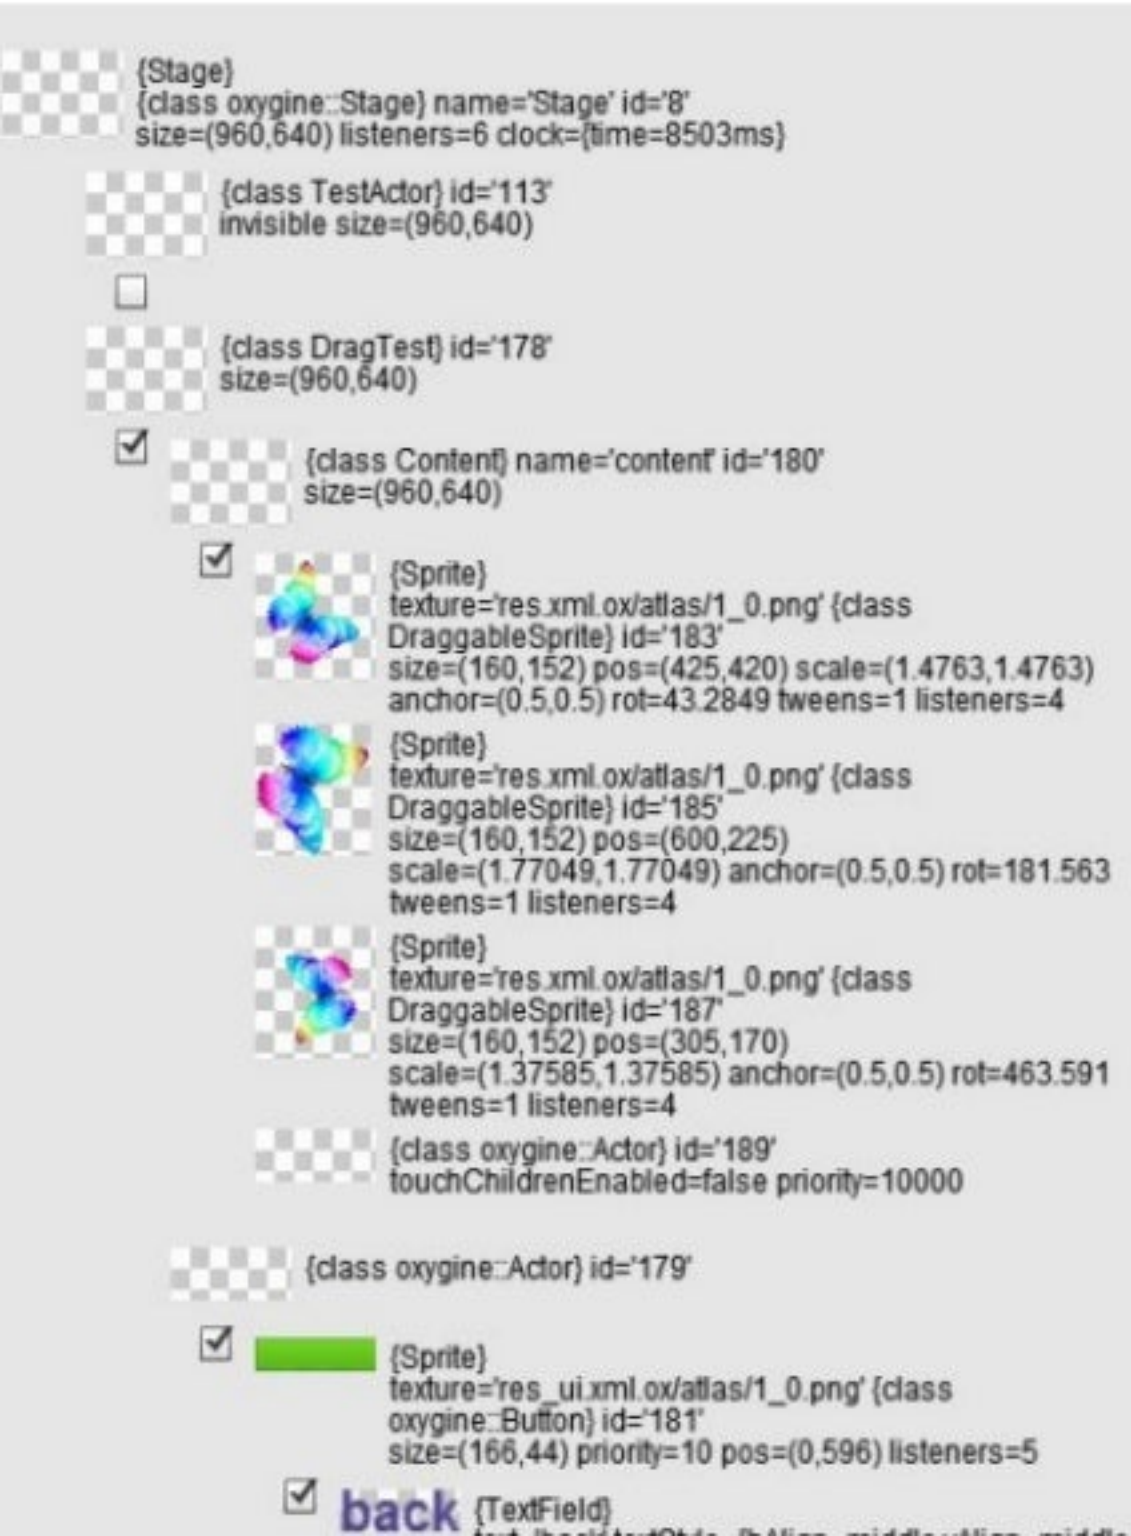 {Stage}
{class oxygine::Stage} name='Stage' id='8'
size=(960,640) listeners=6 clock={time=8503ms}
{class TestActor} id='113'
invisible size=(960,640)
{class DragTest} id='178'
size=(960,640)
{class Content} name='content' id='180'
size=(960,640)
{Sprite}
texture='res.xml.ox/atlas/1_0.png' {class
DraggableSprite} id='183'
size=(160,152) pos=(425,420) scale=(1.4763,1.4763)
anchor=(0.5,0.5) rot=43.2849 tweens=1 listeners=4
{Sprite}
texture='res.xml.ox/atlas/1_0.png' {class
DraggableSprite} id='185'
size=(160,152) pos=(600,225)
scale=(1.77049,1.77049) anchor=(0.5,0.5) rot=181.563
tweens=1 listeners=4
{Sprite}
texture='res.xml.ox/atlas/1_0.png' {class
DraggableSprite} id='187'
size=(160,152) pos=(305,170)
scale=(1.37585,1.37585) anchor=(0.5,0.5) rot=463.591
tweens=1 listeners=4
{class oxygine::Actor} id='189'
touchChildrenEnabled=false priority=10000
{class oxygine::Actor} id='179'
{Sprite}
texture='res_ui.xml.ox/atlas/1_0.png' {class
oxygine::Button} id='181'
size=(166,44) priority=10 pos=(0,596) listeners=5
back {TextField}